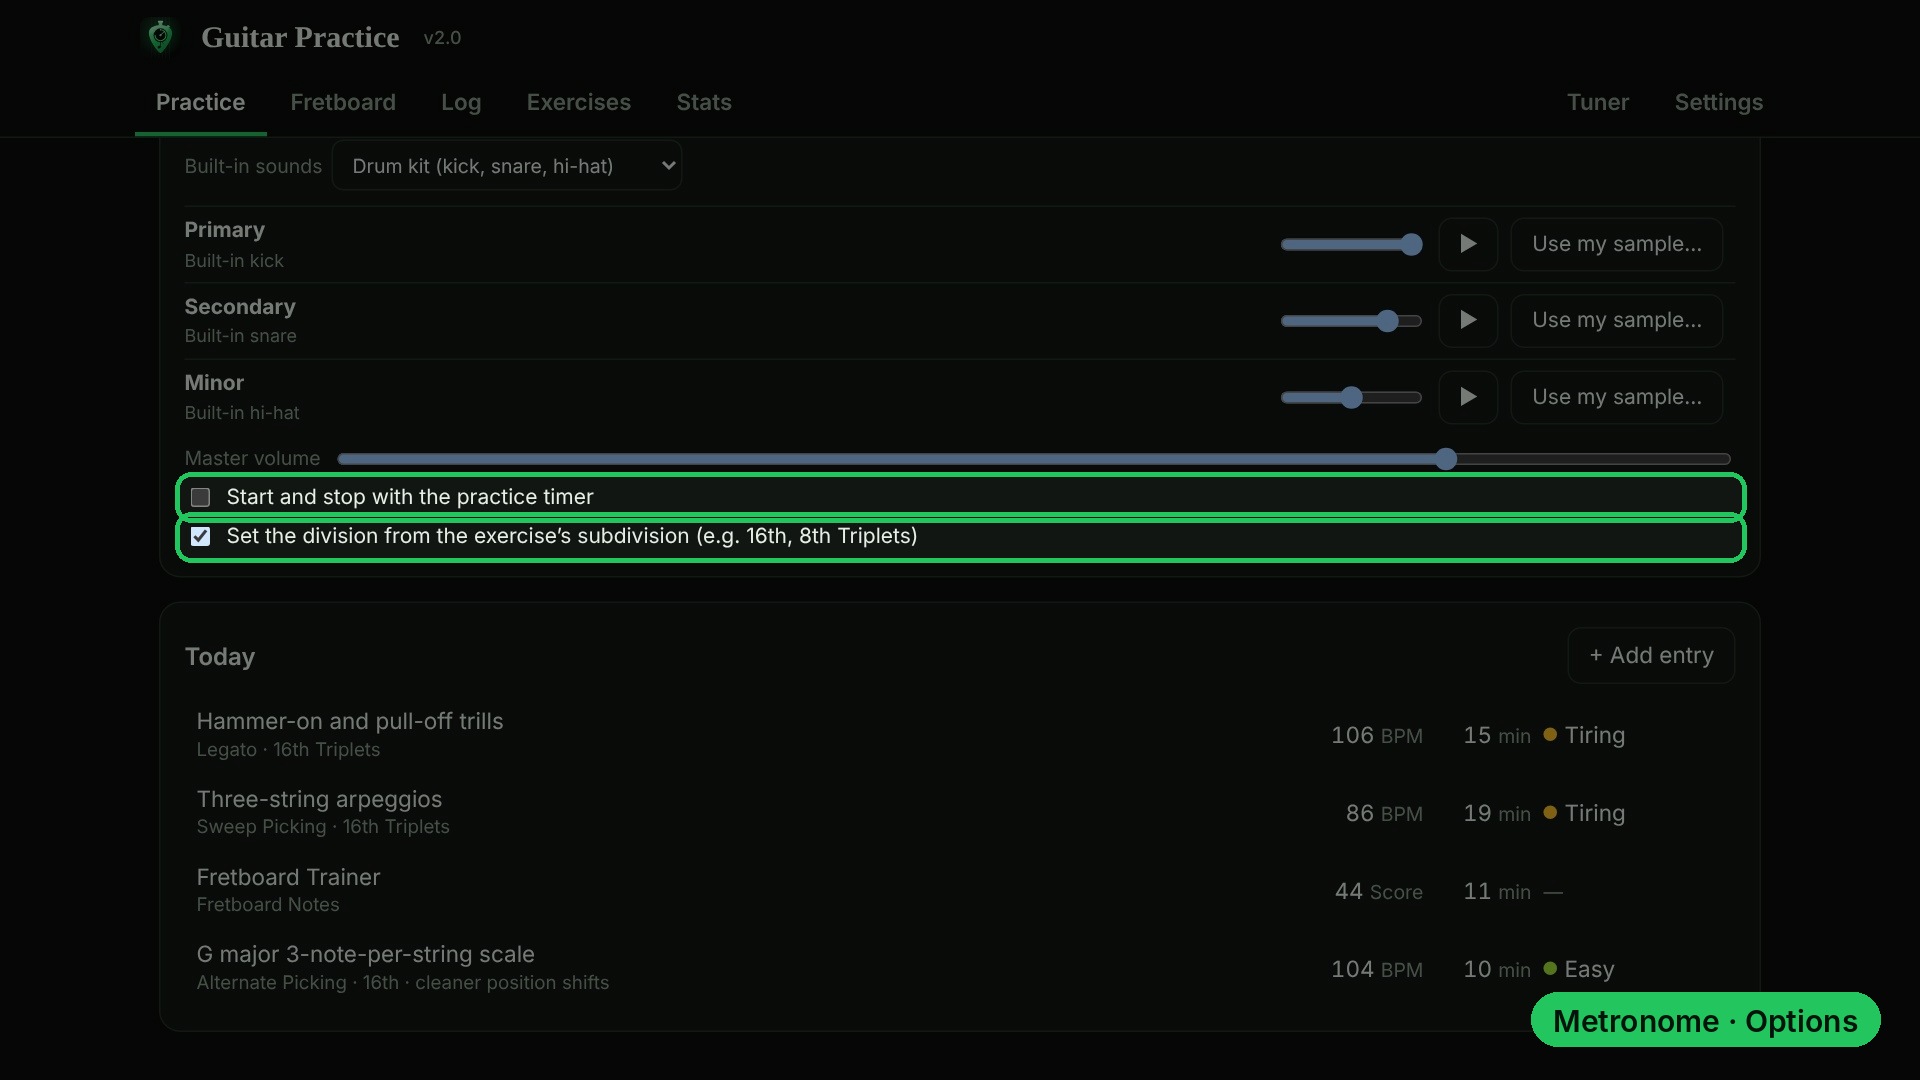 Guitar Practice v2.0
Practice Fretboard Log Exercises Stats Tuner Settings
Built-in sounds Drum kit (kick, snare, hi-hat)
Primary
Built-in kick
Use my sample...
Secondary
Built-in snare
Use my sample...
Minor
Built-in hi-hat
Use my sample...
Master volume
Start and stop with the practice timer
Set the division from the exercise’s subdivision (e.g. 16th, 8th Triplets)
Today + Add entry
Hammer-on and pull-off trills
Legato · 16th Triplets
106 BPM 15 min Tiring
Three-string arpeggios
Sweep Picking · 16th Triplets
86 BPM 19 min Tiring
Fretboard Trainer
Fretboard Notes
44 Score 11 min —
G major 3-note-per-string scale
Alternate Picking · 16th · cleaner position shifts
104 BPM 10 min Easy
Metronome · Options